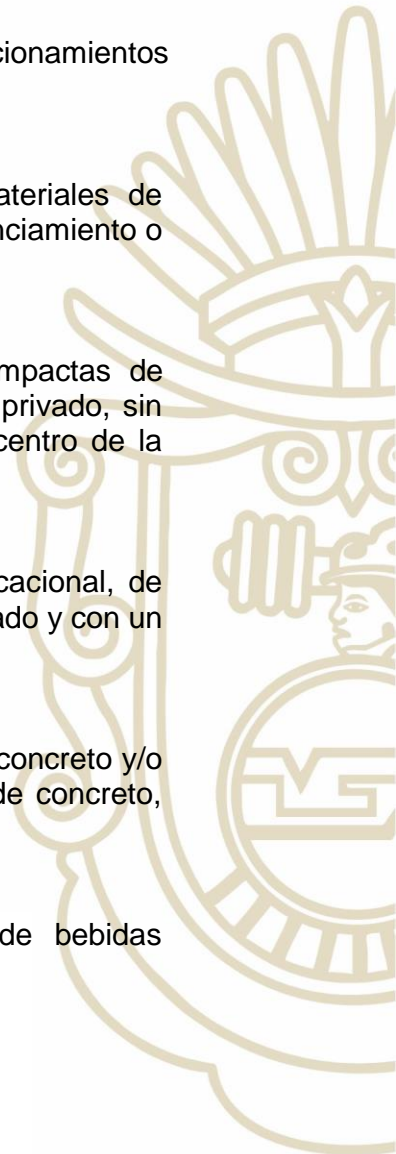 cionamientos
ateriales de
nciamiento o
mpactas de
privado, sin
centro de la
cacional, de
ado y con un
concreto y/o
de concreto,
de bebidas